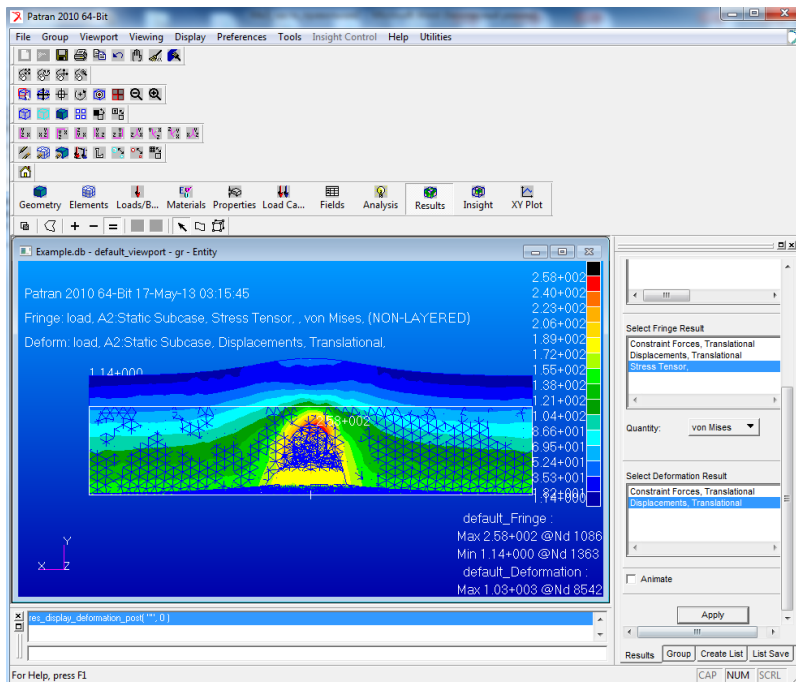 Patran 2010 64-Bit
File Group Viewport Viewing Display Preferences Tools Insight Control Help Utilities
Geometry Elements Loads/B... Materials Properties Load Ca... Fields Analysis Results Insight XY Plot
Example.db - default_viewport - gr - Entity
Patran 2010 64-Bit 17-May-13 03:15:45
Fringe: load, A2:Static Subcase, Stress Tensor, , von Mises, (NON-LAYERED)
Deform: load, A2:Static Subcase, Displacements, Translational,
1.14+000
2.58+002
2.40+002
2.23+002
2.06+002
1.89+002
1.72+002
1.55+002
1.38+002
1.21+002
1.04+002
8.66+001
6.95+001
5.24+001
3.53+001
1.82+001
1.14+000
default_Fringe :
Max 2.58+002 @Nd 1086
Min 1.14+000 @Nd 1363
default_Deformation :
Max 1.03+003 @Nd 8542
X Y Z
Select Fringe Result
Constraint Forces, Translational
Displacements, Translational
Stress Tensor,
Quantity: von Mises
Select Deformation Result
Constraint Forces, Translational
Displacements, Translational
Animate
Apply
Results Group Create List List Save
res_display_deformation_post( "", 0 )
For Help, press F1
CAP NUM SCRL